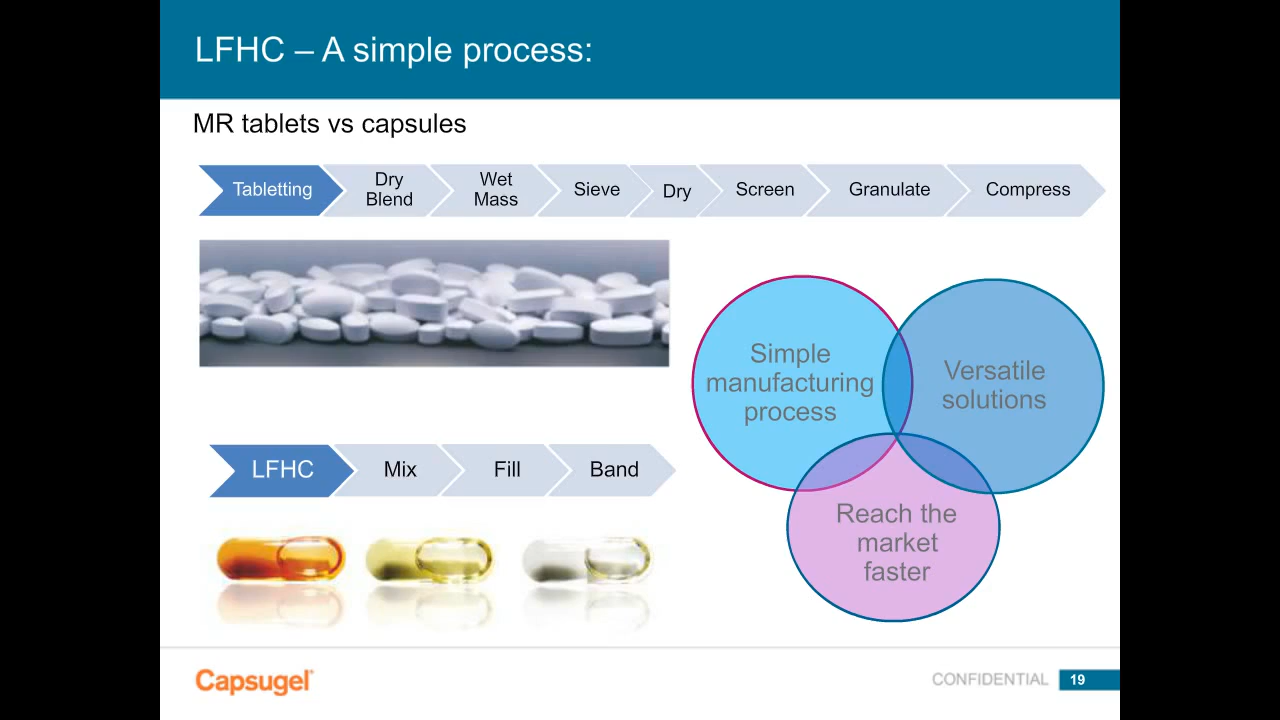 LFHC – A simple process:
MR tablets vs capsules
Tabletting
Dry
Blend
Wet
Mass
Sieve
Dry
Screen
Granulate
Compress
Simple
manufacturing
process
Versatile
solutions
Reach the
market
faster
LFHC
Mix
Fill
Band
Capsugel®
CONFIDENTIAL
19